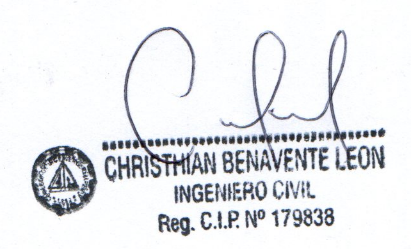 CHRISTHIAN BENAVENTE LEON
INGENIERO CIVIL
Reg. C.I.P. Nº 179838